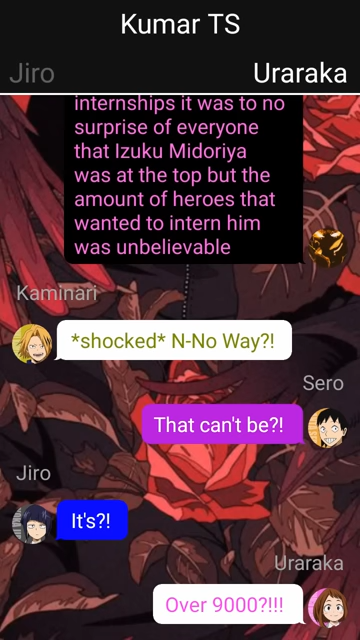 Kumar TS
Jiro
Uraraka
internships it was to no
surprise of everyone
that Izuku Midoriya
was at the top but the
amount of heroes that
wanted to intern him
was unbelievable
Kaminari
*shocked* N-No Way?!
Sero
That can't be?!
Jiro
It's?!
Uraraka
Over 9000?!!!